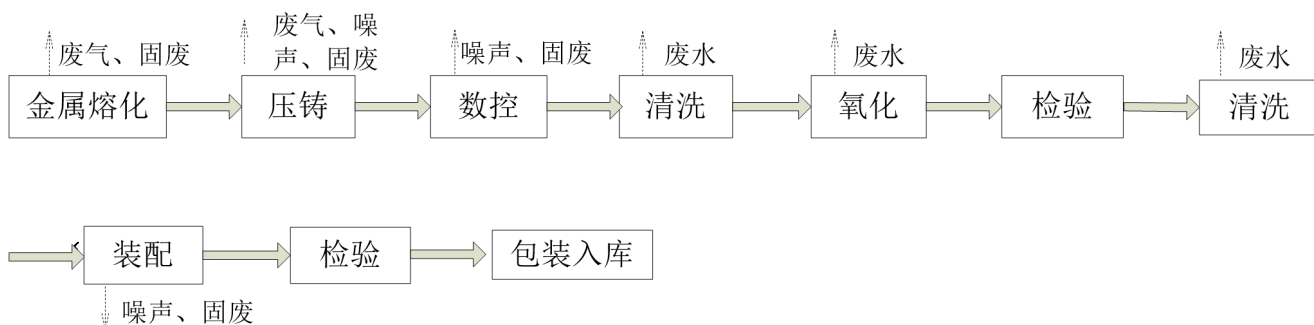 废气、固废
废气、噪
声、固废
噪声、固废
废水
废水
废水
金属熔化
压铸
数控
清洗
氧化
检验
清洗
装配
检验
包装入库
噪声、固废